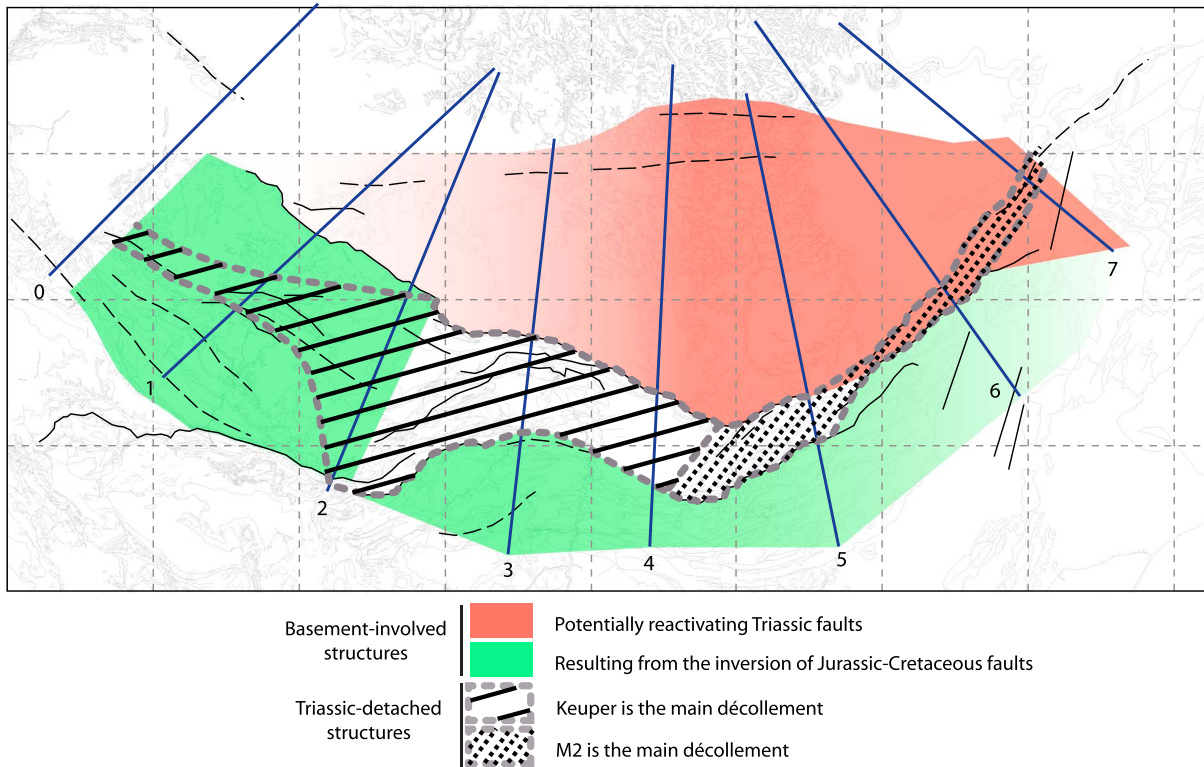 0
1
2
3
4
5
6
7
Basement-involved
structures
Potentially reactivating Triassic faults
Resulting from the inversion of Jurassic-Cretaceous faults
Triassic-detached
structures
Keuper is the main décollement
M2 is the main décollement